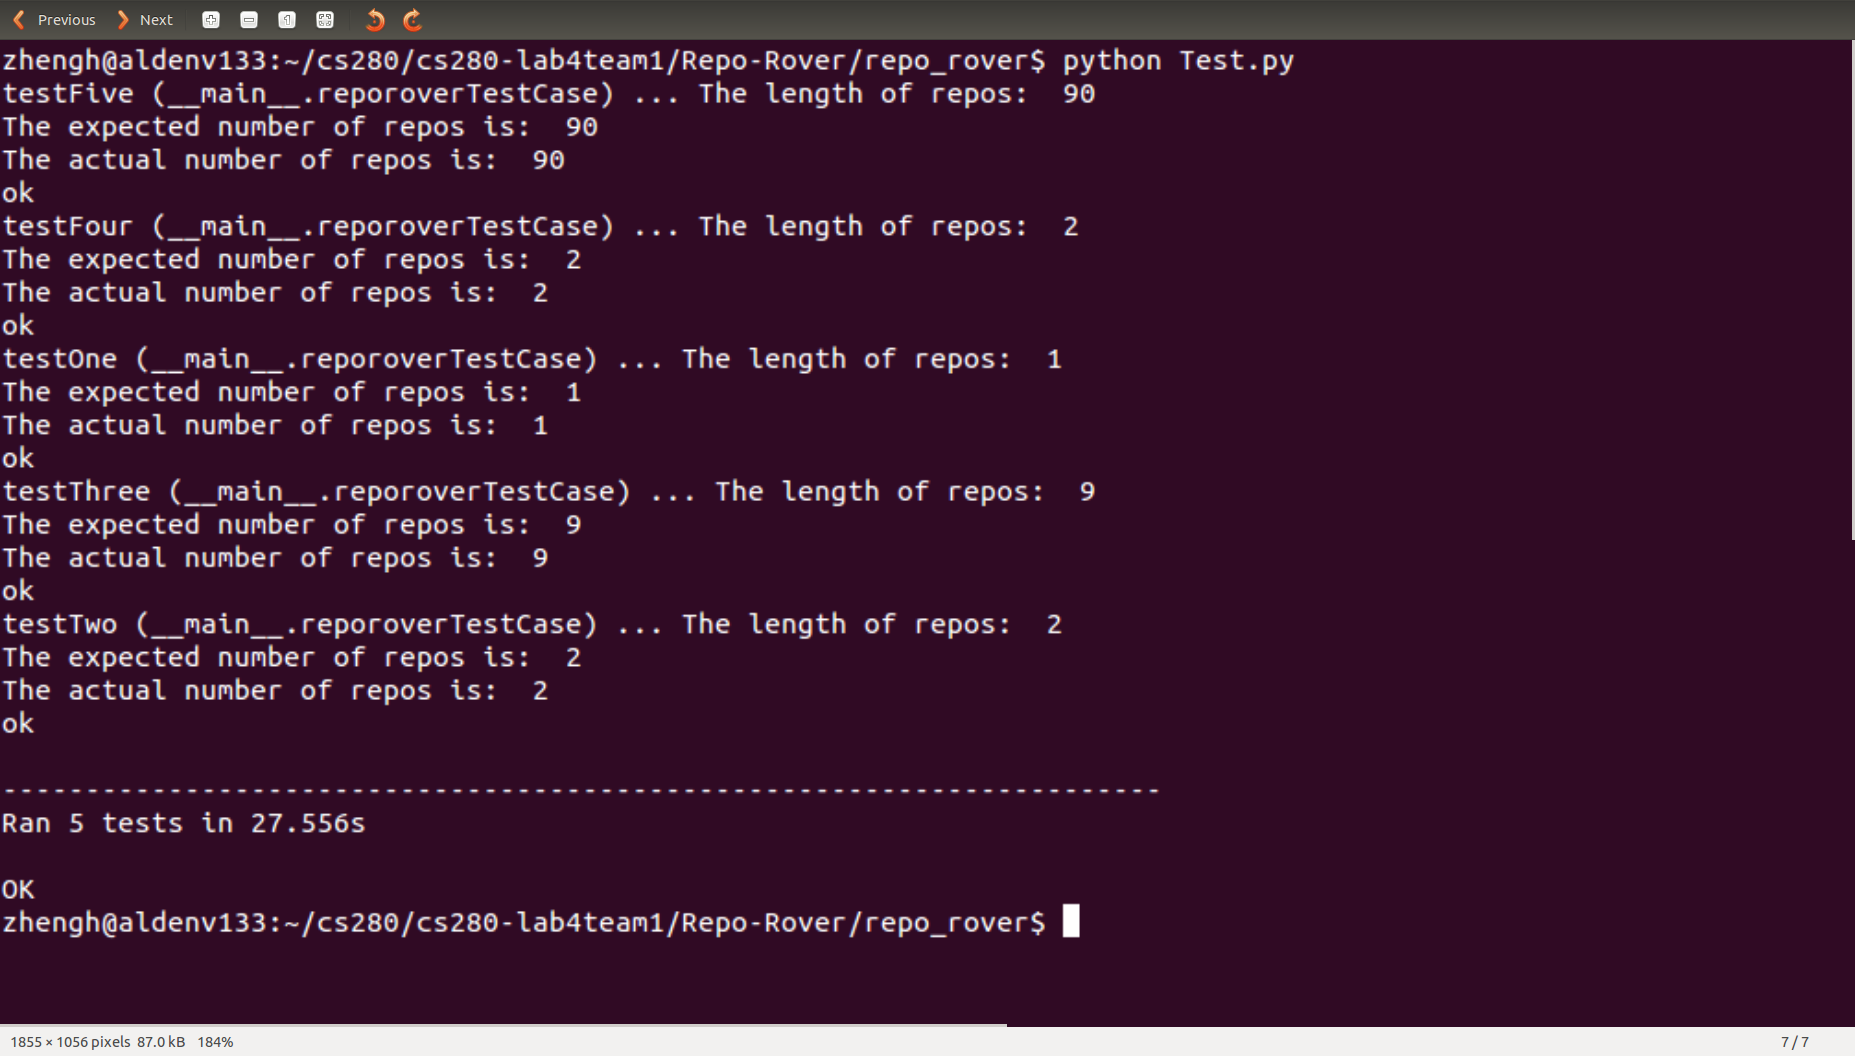 Previous Next
zhengh@aldenv133:~/cs280/cs280-lab4team1/Repo-Rover/repo_rover$ python Test.py
testFive (__main__.reporoverTestCase) ... The length of repos:  90
The expected number of repos is:  90
The actual number of repos is:  90
ok
testFour (__main__.reporoverTestCase) ... The length of repos:  2
The expected number of repos is:  2
The actual number of repos is:  2
ok
testOne (__main__.reporoverTestCase) ... The length of repos:  1
The expected number of repos is:  1
The actual number of repos is:  1
ok
testThree (__main__.reporoverTestCase) ... The length of repos:  9
The expected number of repos is:  9
The actual number of repos is:  9
ok
testTwo (__main__.reporoverTestCase) ... The length of repos:  2
The expected number of repos is:  2
The actual number of repos is:  2
ok
----------------------------------------------------------------------
Ran 5 tests in 27.556s
OK
zhengh@aldenv133:~/cs280/cs280-lab4team1/Repo-Rover/repo_rover$
1855 × 1056 pixels 87.0 kB 184% 7 / 7